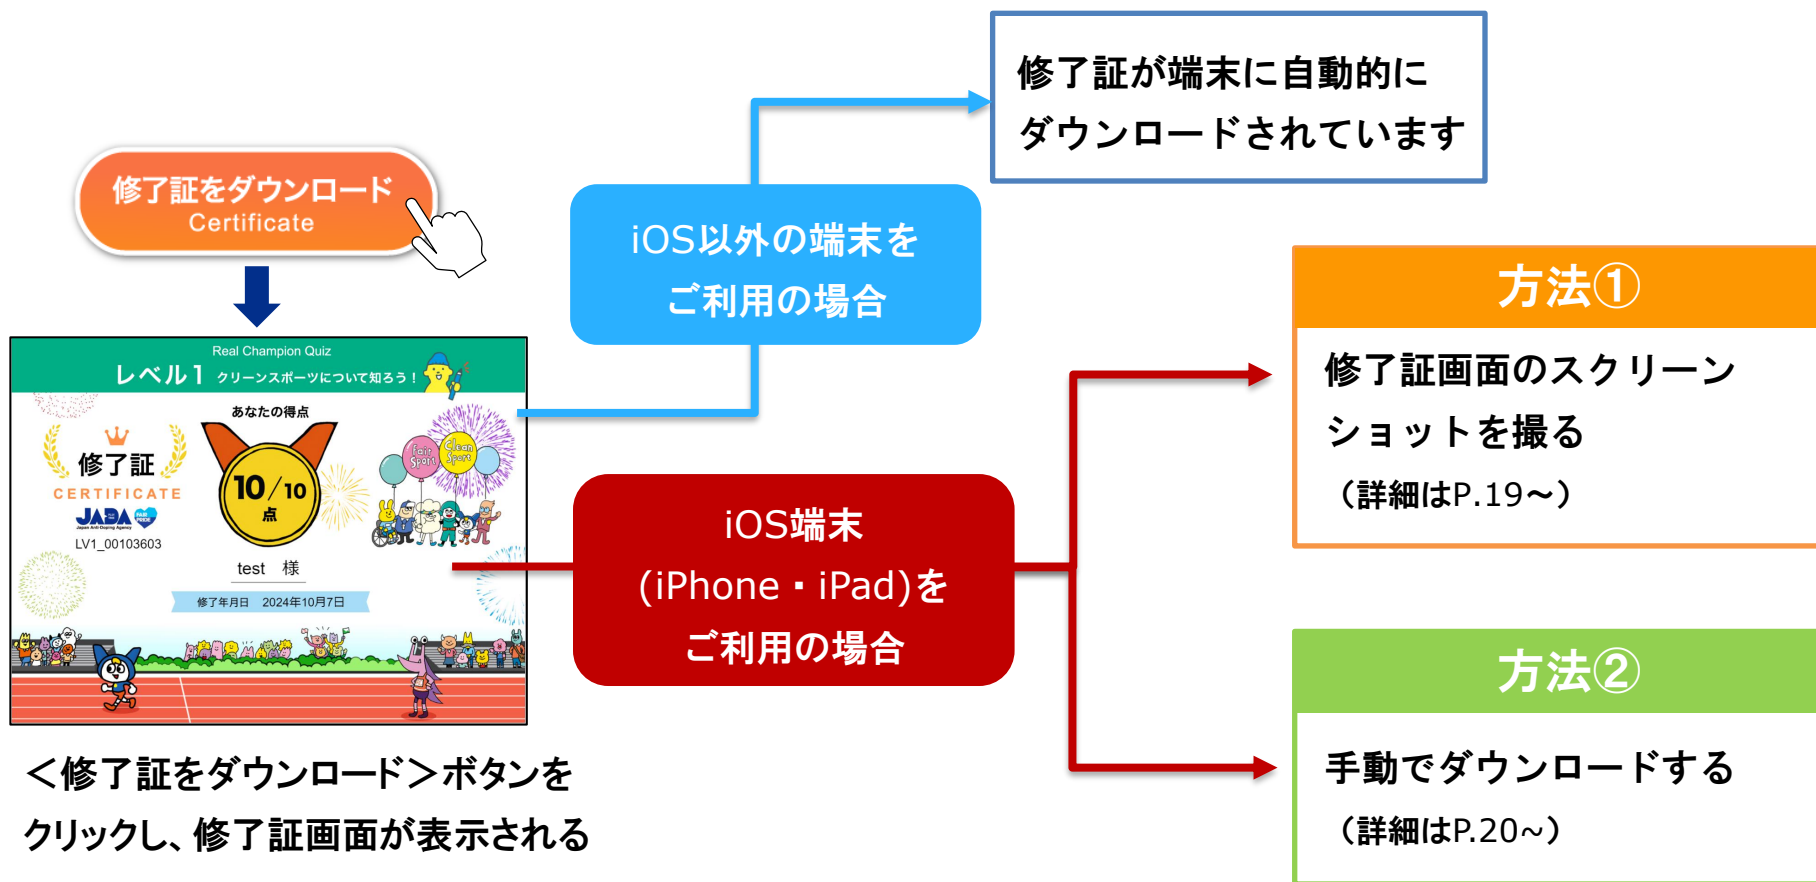 修了証をダウンロード
Certificate
Real Champion Quiz
レベル1 クリーンスポーツについて知ろう！
あなたの得点
修了証
CERTIFICATE
JADA FAIR PRIDE
Japan Anti-Doping Agency
LV1_00103603
10/10
点
Fair Sport
Clean Sport
test 様
修了年月日 2024年10月7日
＜修了証をダウンロード＞ボタンを
クリックし、修了証画面が表示される
iOS以外の端末を
ご利用の場合
修了証が端末に自動的に
ダウンロードされています
iOS端末
(iPhone・iPad)を
ご利用の場合
方法①
修了証画面のスクリーン
ショットを撮る
（詳細はP.19～）
方法②
手動でダウンロードする
（詳細はP.20~）